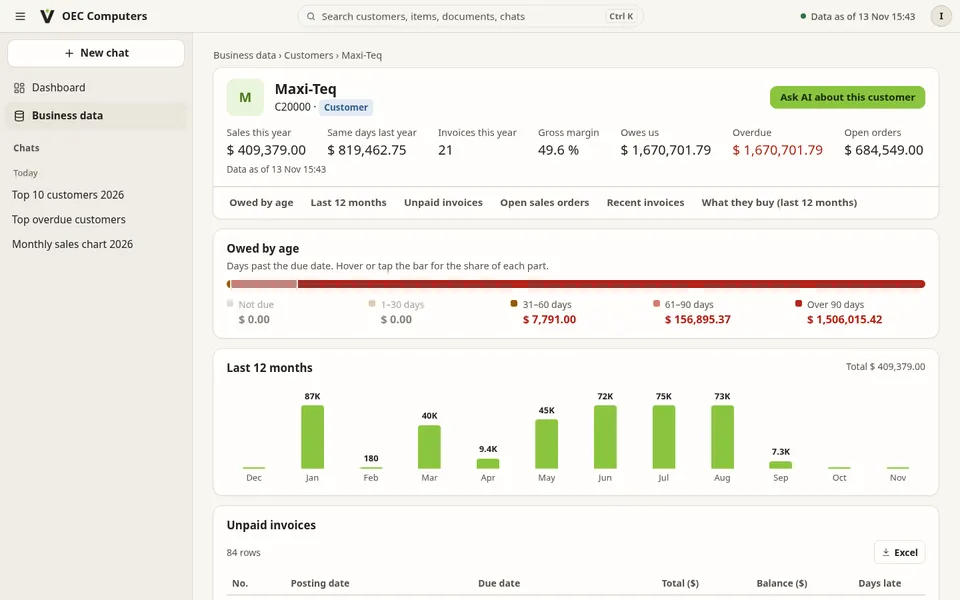 OEC Computers
Search customers, items, documents, chats
Ctrl K
Data as of 13 Nov 15:43
I
+ New chat
Dashboard
Business data
Chats
Today
Top 10 customers 2026
Top overdue customers
Monthly sales chart 2026
Business data › Customers › Maxi-Teq
M
Maxi-Teq
C20000 · Customer
Ask AI about this customer
Sales this year Same days last year Invoices this year Gross margin Owes us Overdue Open orders
$ 409,379.00 $ 819,462.75 21 49.6 % $ 1,670,701.79 $ 1,670,701.79 $ 684,549.00
Data as of 13 Nov 15:43
Owed by age Last 12 months Unpaid invoices Open sales orders Recent invoices What they buy (last 12 months)
Owed by age
Days past the due date. Hover or tap the bar for the share of each part.
Not due 1–30 days 31–60 days 61–90 days Over 90 days
$ 0.00 $ 0.00 $ 7,791.00 $ 156,895.37 $ 1,506,015.42
Last 12 months
Total $ 409,379.00
87K 180 40K 9.4K 45K 72K 75K 73K 7.3K
Dec Jan Feb Mar Apr May Jun Jul Aug Sep Oct Nov
Unpaid invoices
84 rows
Excel
No. Posting date Due date Total ($) Balance ($) Days late